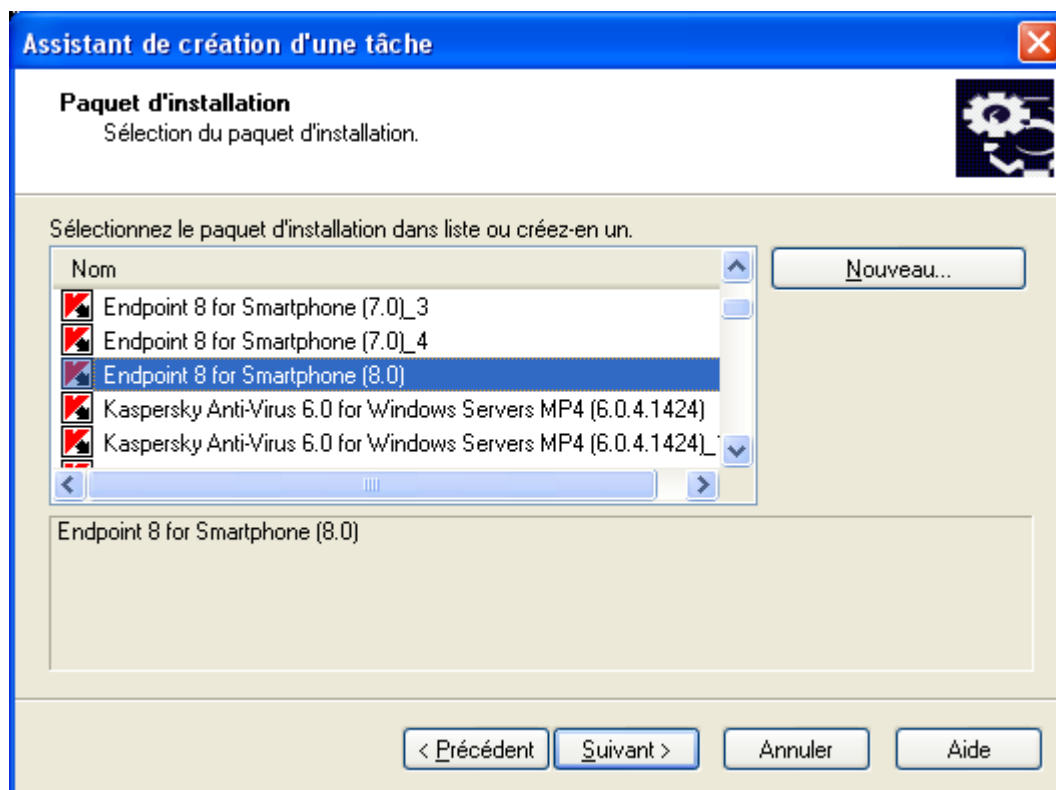 Assistant de création d'une tâche
Paquet d'installation
Sélection du paquet d'installation.
Sélectionnez le paquet d'installation dans liste ou créez-en un.
Nom
Nouveau...
Endpoint 8 for Smartphone (7.0)_3
Endpoint 8 for Smartphone (7.0)_4
Endpoint 8 for Smartphone (8.0)
Kaspersky Anti-Virus 6.0 for Windows Servers MP4 (6.0.4.1424)
Kaspersky Anti-Virus 6.0 for Windows Servers MP4 (6.0.4.1424)_
Endpoint 8 for Smartphone (8.0)
< Précédent Suivant > Annuler Aide